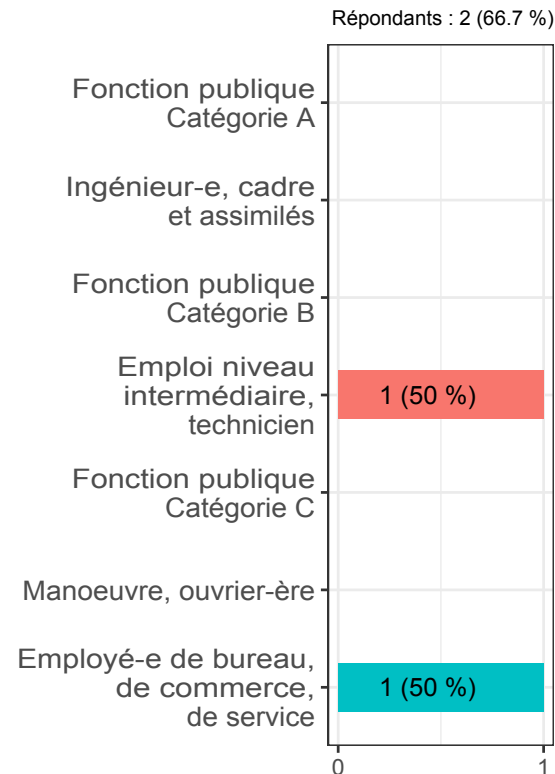 Répondants : 2 (66.7 %)
Fonction publique
Catégorie A
Ingénieur-e, cadre
et assimilés
Fonction publique
Catégorie B
Emploi niveau
intermédiaire,
technicien
1 (50 %)
Fonction publique
Catégorie C
Manoeuvre, ouvrier-ère
Employé-e de bureau,
de commerce,
de service
1 (50 %)
0 1